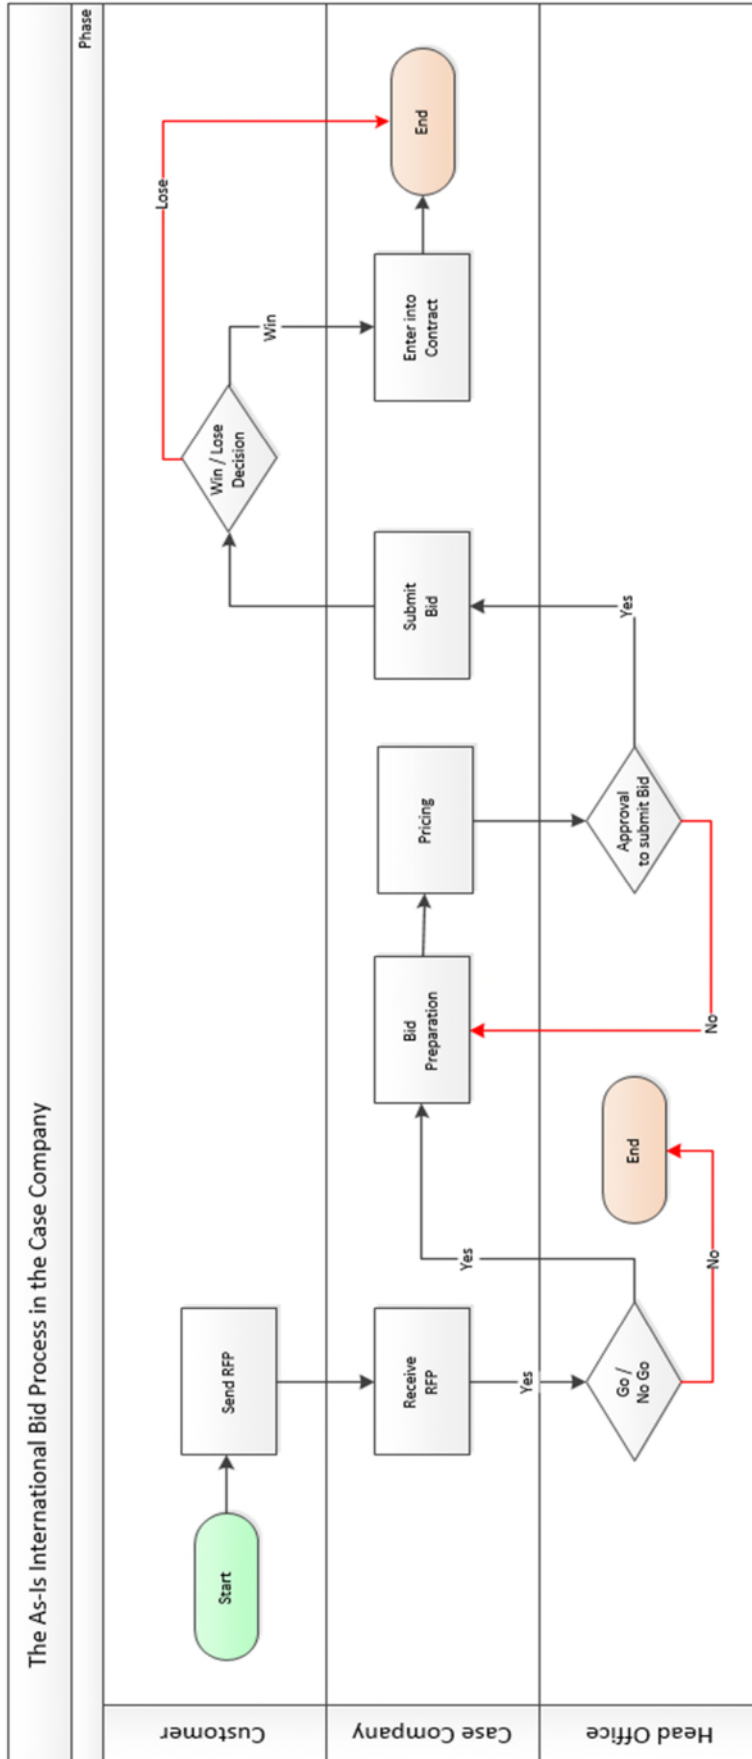 The As-Is International Bid Process in the Case Company
Phase
Customer
Start
Send RFP
Win / Lose
Decision
Lose
Win
Case Company
Receive
RFP
Yes
Yes
Bid
Preparation
Pricing
Submit
Bid
Enter into
Contract
End
Head Office
Go /
No Go
No
End
No
Approval
to submit Bid
Yes